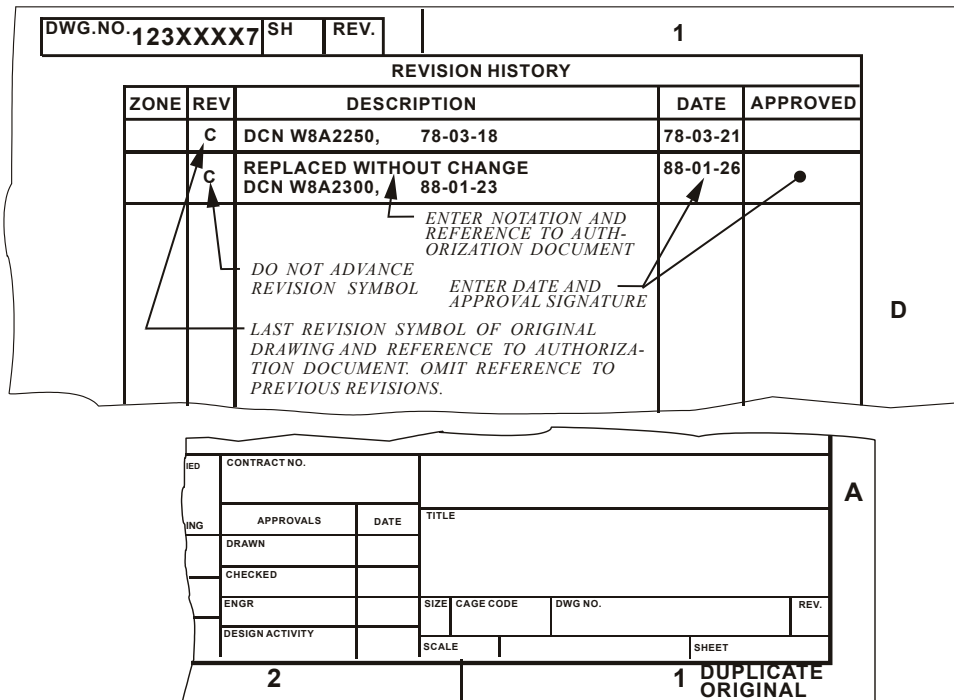 DWG.NO. 123XXXX7 SH REV. 1
REVISION HISTORY
ZONE REV DESCRIPTION DATE APPROVED
C DCN W8A2250, 78-03-18 78-03-21
C REPLACED WITHOUT CHANGE 88-01-26
DCN W8A2300, 88-01-23
ENTER NOTATION AND
REFERENCE TO AUTH-
ORIZATION DOCUMENT
DO NOT ADVANCE
REVISION SYMBOL
ENTER DATE AND
APPROVAL SIGNATURE
D
LAST REVISION SYMBOL OF ORIGINAL
DRAWING AND REFERENCE TO AUTHORIZA-
TION DOCUMENT. OMIT REFERENCE TO
PREVIOUS REVISIONS.
IED CONTRACT NO.
A
ING APPROVALS DATE TITLE
DRAWN
CHECKED
ENGR SIZE CAGE CODE DWG NO. REV.
DESIGN ACTIVITY
SCALE SHEET
2 1 DUPLICATE
ORIGINAL